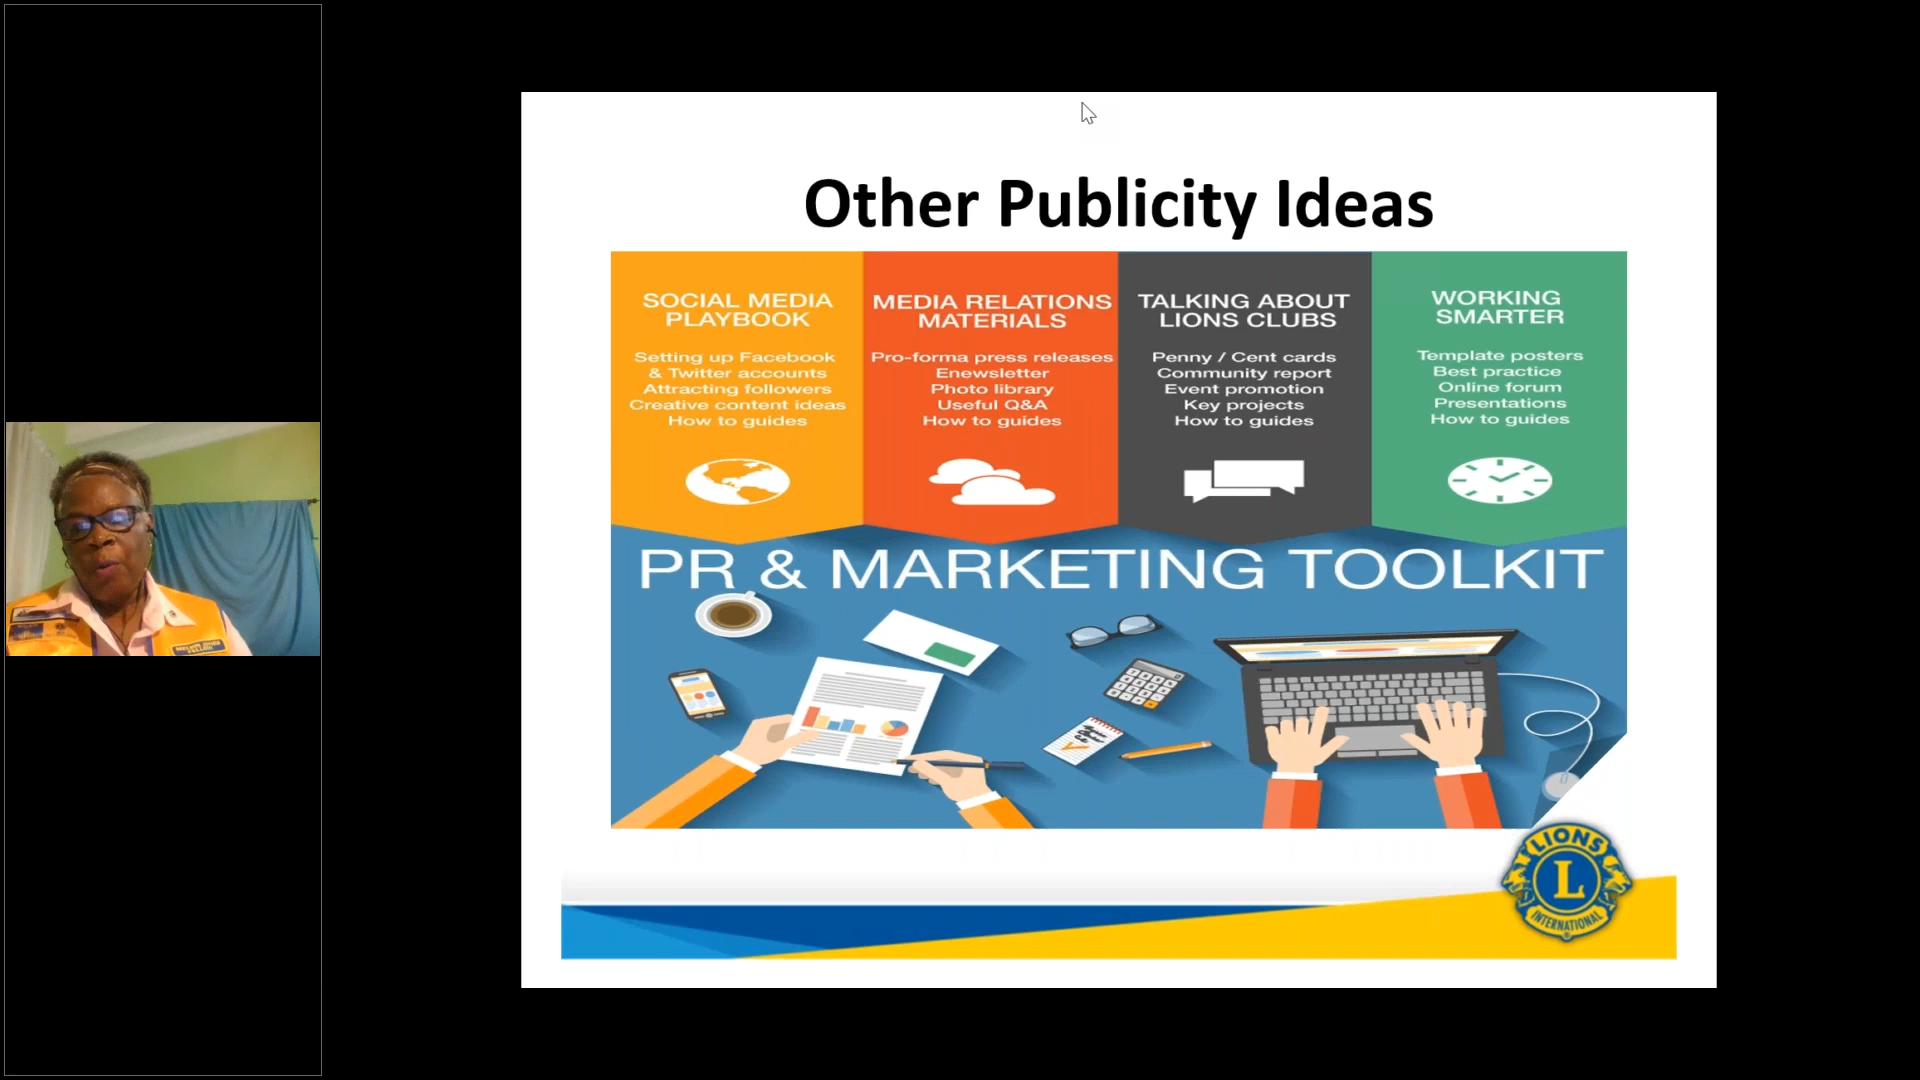 Other Publicity Ideas
SOCIAL MEDIA
PLAYBOOK
Setting up Facebook
& Twitter accounts
Attracting followers
Creative content ideas
How to guides
MEDIA RELATIONS
MATERIALS
Pro-forma press releases
Enewsletter
Photo library
Useful Q&A
How to guides
TALKING ABOUT
LIONS CLUBS
Penny / Cent cards
Community report
Event promotion
Key projects
How to guides
WORKING
SMARTER
Template posters
Best practice
Online forum
Presentations
How to guides
PR & MARKETING TOOLKIT
LIONS
L
INTERNATIONAL